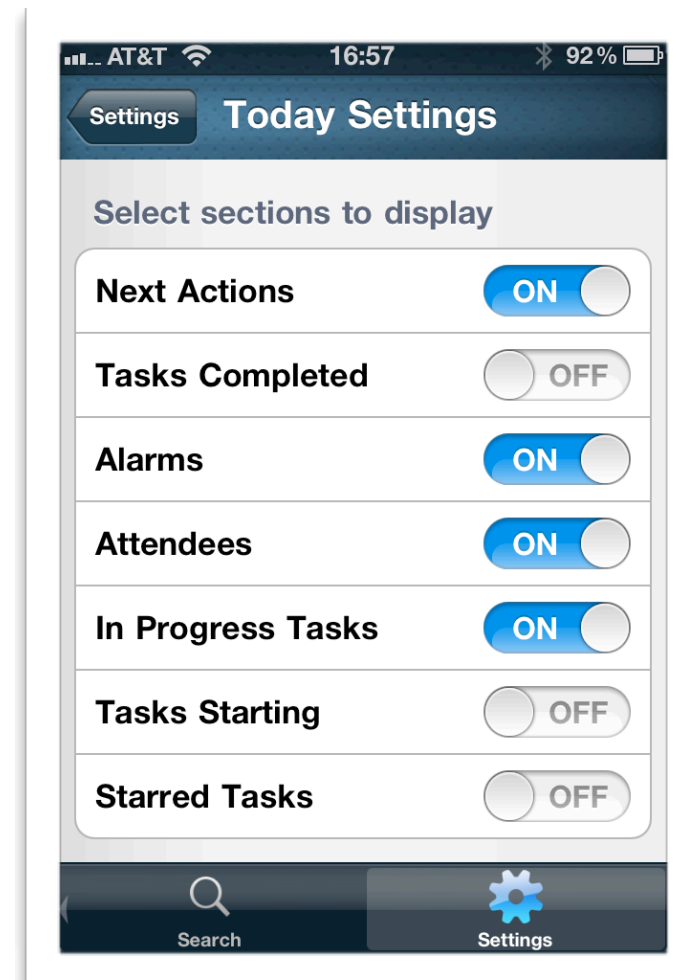 AT&T 16:57 92%
Settings Today Settings
Select sections to display
Next Actions ON
Tasks Completed OFF
Alarms ON
Attendees ON
In Progress Tasks ON
Tasks Starting OFF
Starred Tasks OFF
Search Settings